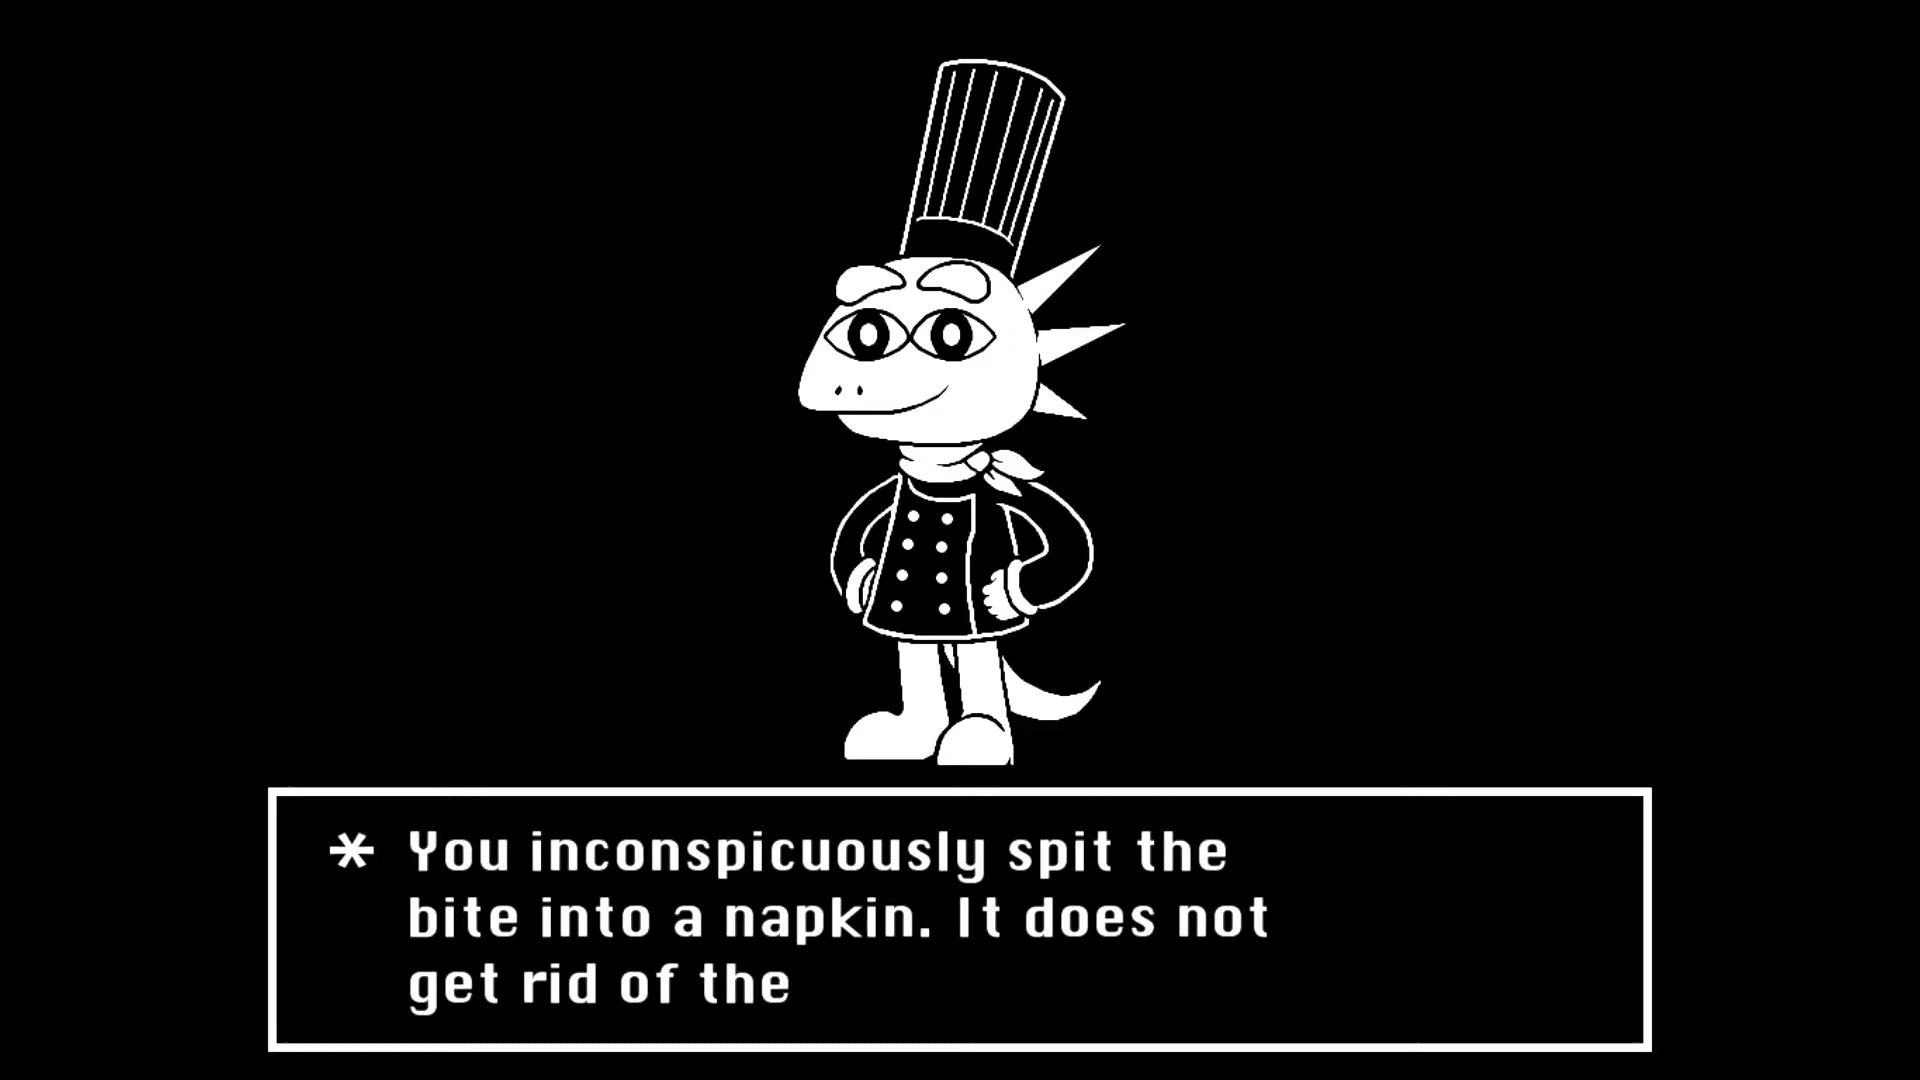 * You inconspicuously spit the
bite into a napkin. It does not
get rid of the